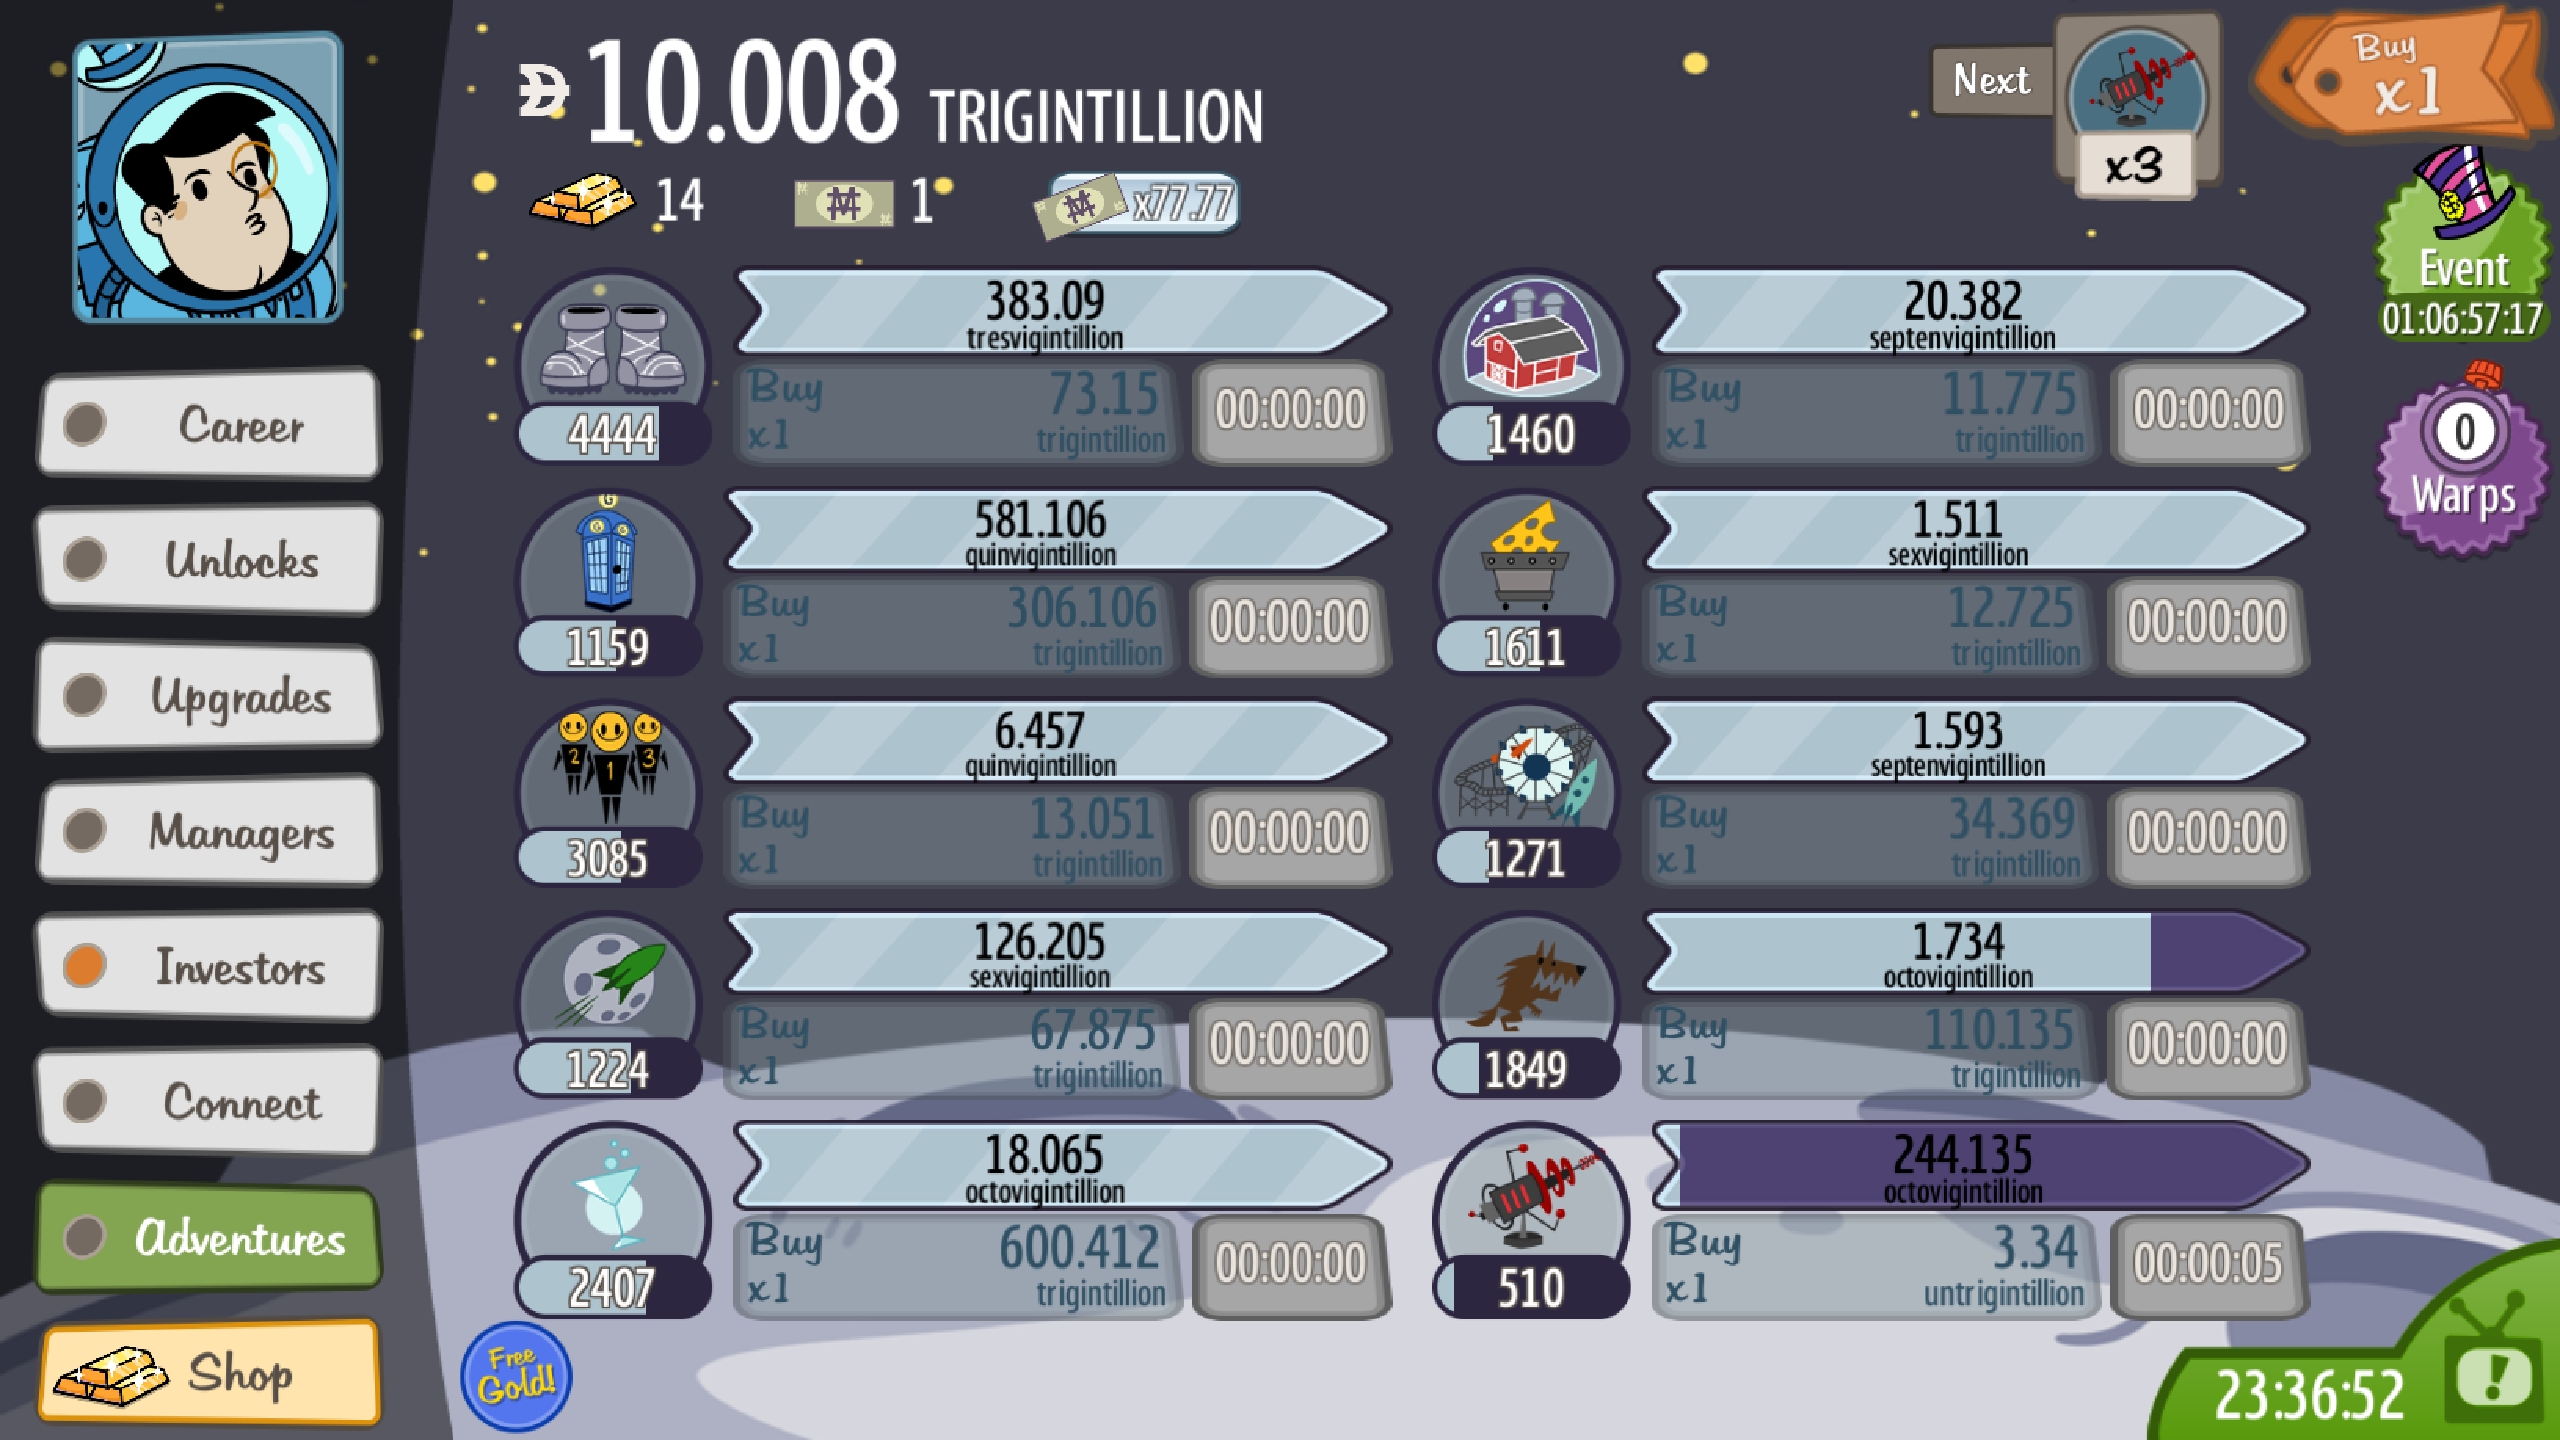 10.008 TRIGINTILLION
14
1
x77.77
Next
x3
Buy
x1
Event
01:06:57:17
0
Warps
Career
Unlocks
Upgrades
Managers
Investors
Connect
Adventures
Shop
383.09
tresvigintillion
4444
Buy
x1
73.15
trigintillion
00:00:00
20.382
septenvigintillion
1460
Buy
x1
11.775
trigintillion
00:00:00
G
581.106
quinvigintillion
1159
Buy
x1
306.106
trigintillion
00:00:00
1.511
sexvigintillion
1611
Buy
x1
12.725
trigintillion
00:00:00
2 1 3
6.457
quinvigintillion
3085
Buy
x1
13.051
trigintillion
00:00:00
1.593
septenvigintillion
1271
Buy
x1
34.369
trigintillion
00:00:00
126.205
sexvigintillion
1224
Buy
x1
67.875
trigintillion
00:00:00
1.734
octovigintillion
1849
Buy
x1
110.135
trigintillion
00:00:00
18.065
octovigintillion
2407
Buy
x1
600.412
trigintillion
00:00:00
244.135
octovigintillion
510
Buy
x1
3.34
untrigintillion
00:00:05
Free
Gold!
23:36:52
!